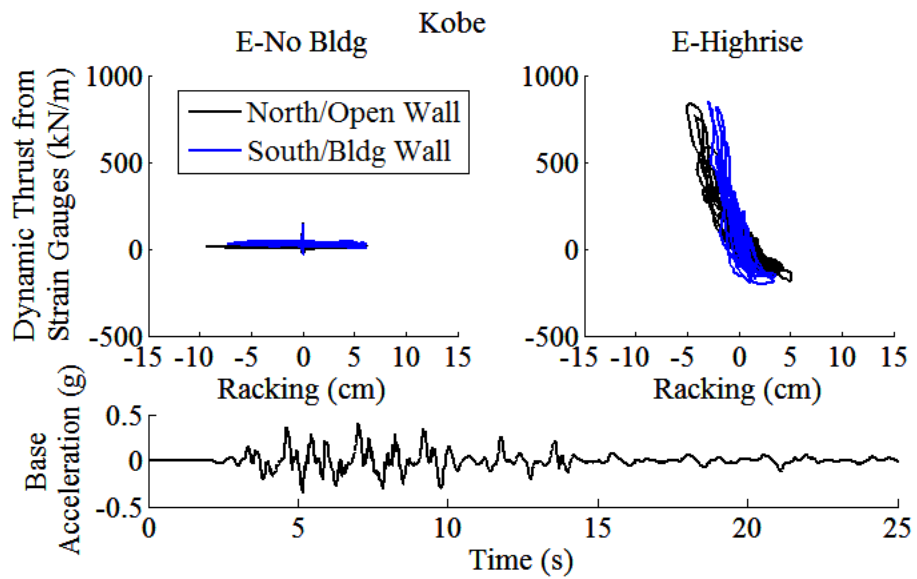 Kobe
E-No Bldg
E-Highrise
Dynamic Thrust from
Strain Gauges (kN/m)
1000
500
0
-500
North/Open Wall
South/Bldg Wall
-15 -10 -5 0 5 10 15
Racking (cm)
1000
500
0
-500
-15 -10 -5 0 5 10 15
Racking (cm)
Base
Acceleration (g)
0.5
0
-0.5
0 5 10 15 20 25
Time (s)